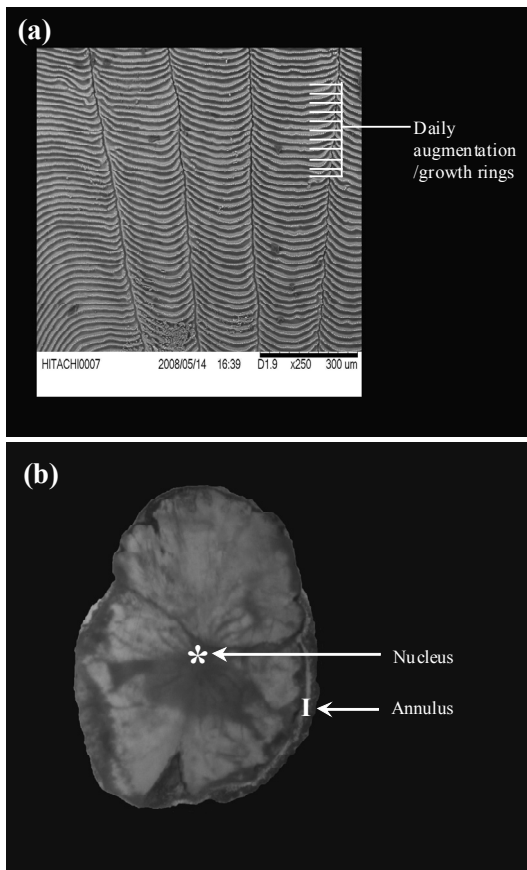 (a)
Daily
augmentation
/growth rings
HITACHI0007 2008/05/14 16:39 D1.9 x250 300 um
(b)
*
Nucleus
I
Annulus